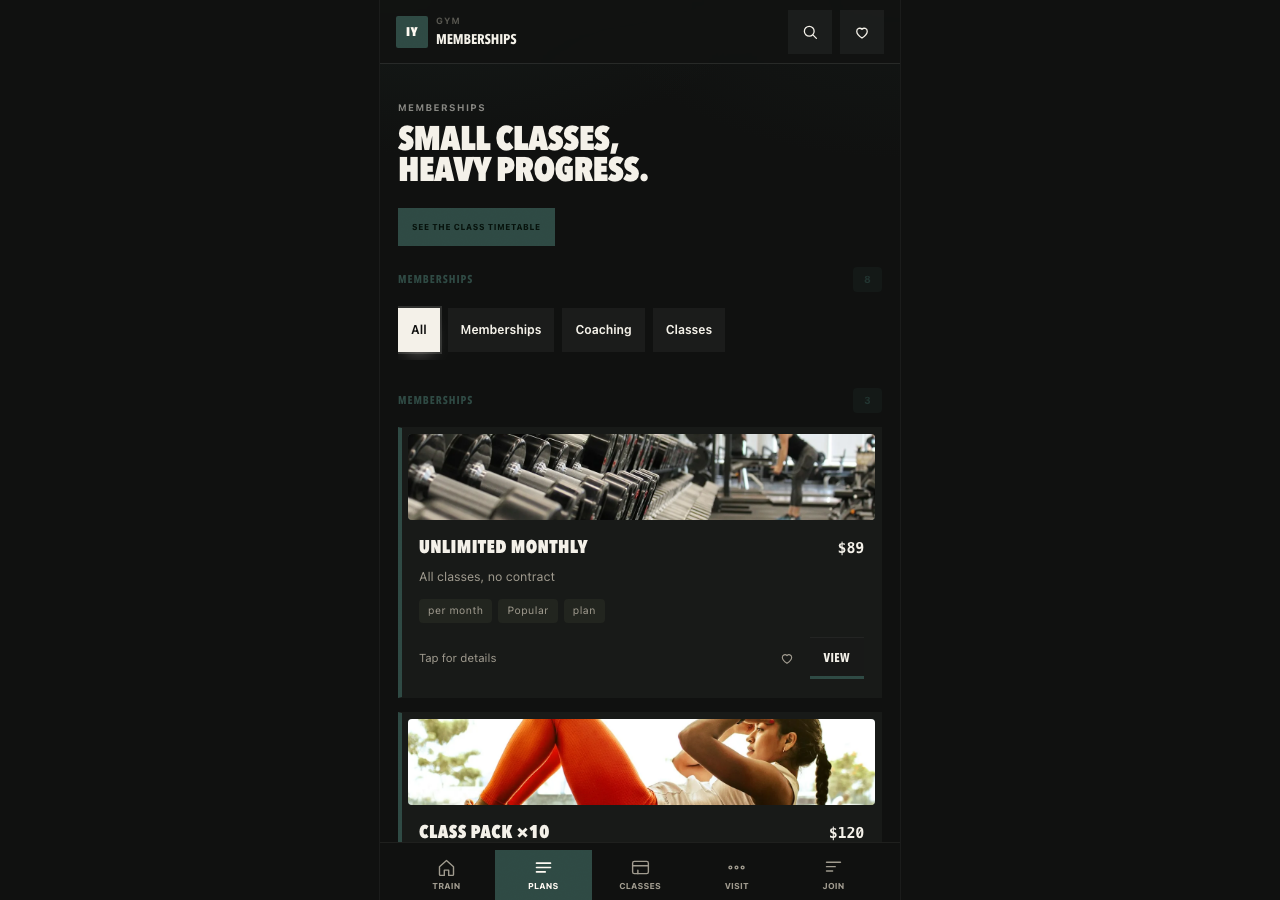 IY
GYM
MEMBERSHIPS
MEMBERSHIPS
SMALL CLASSES,
HEAVY PROGRESS.
SEE THE CLASS TIMETABLE
MEMBERSHIPS
8
All
Memberships
Coaching
Classes
MEMBERSHIPS
3
UNLIMITED MONTHLY
$89
All classes, no contract
per month
Popular
plan
Tap for details
VIEW
CLASS PACK ×10
$120
TRAIN
PLANS
CLASSES
VISIT
JOIN